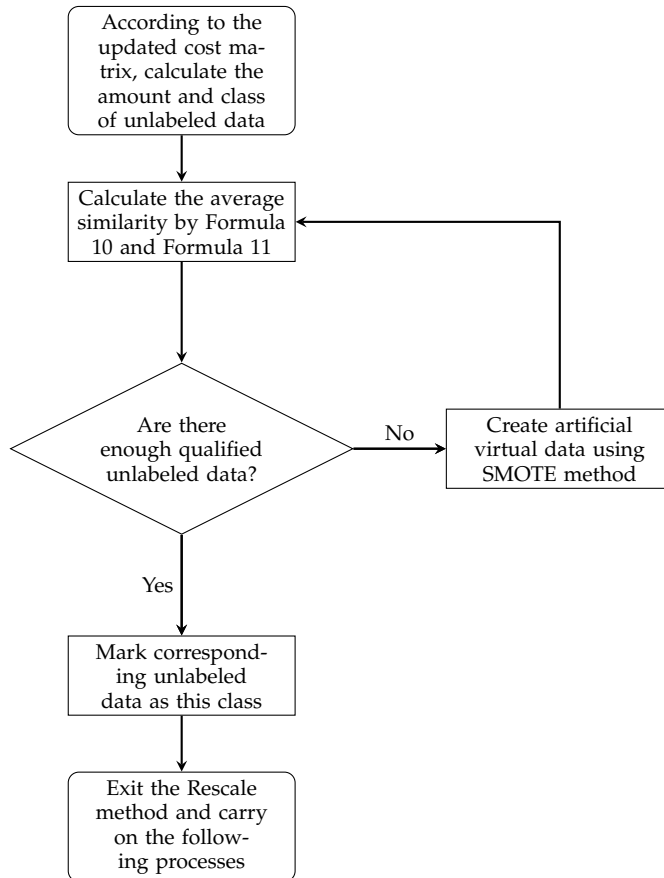 According to the
updated cost ma-
trix, calculate the
amount and class
of unlabeled data
Calculate the average
similarity by Formula
10 and Formula 11
Are there
enough qualified
unlabeled data?
No
Create artificial
virtual data using
SMOTE method
Yes
Mark correspond-
ing unlabeled
data as this class
Exit the Rescale
method and carry
on the follow-
ing processes